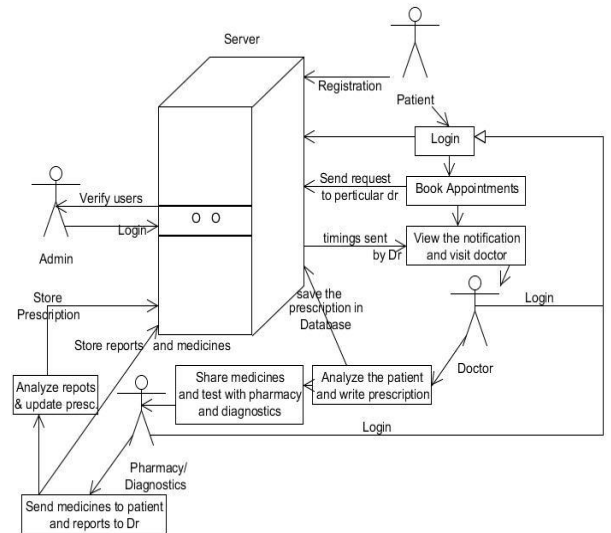 Server
Registration
Patient
Login
Send request
to perticular dr
Book Appointments
Verify users
Login
Admin
timings sent
by Dr
View the notification
and visit doctor
Store
Prescription
save the
prescription in
Database
Login
Store reports and medicines
Doctor
Analyze repots
& update presc.
Share medicines
and test with pharmacy
and diagnostics
Analyze the patient
and write prescription
Login
Pharmacy/
Diagnostics
Send medicines to patient
and reports to Dr